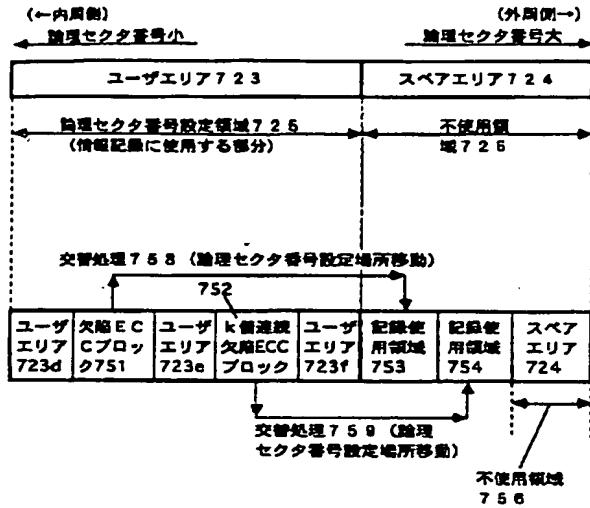 (←内周側)
(外周側→)
論理セクタ番号小
論理セクタ番号大
ユーザエリア723
スペアエリア724
論理セクタ番号設定領域725
(情報記録に使用する部分)
不使用領
域726
交替処理758 (論理セクタ番号設定場所移動)
752
ユーザ
エリア
723d
欠陥EC
Cブロッ
ク751
ユーザ
エリア
723e
k個連続
欠陥ECC
ブロック
ユーザ
エリア
723f
記録使
用領域
753
記録使
用領域
754
スペア
エリア
724
交替処理759 (論理
セクタ番号設定場所移動)
不使用領域
756